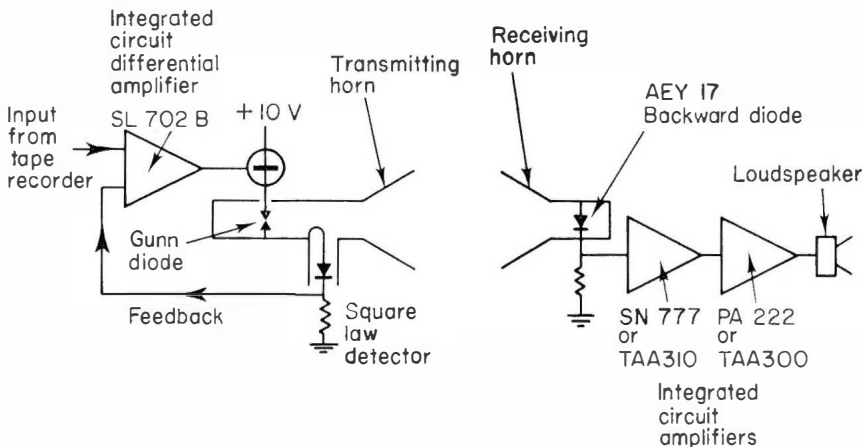 Integrated
circuit
differential
amplifier
SL 702 B
Input
from
tape
recorder
+10 V
Transmitting
horn
Gunn
diode
Feedback
Square
law
detector
Receiving
horn
AEY 17
Backward diode
Loudspeaker
SN 777
or
TAA310
PA 222
or
TAA300
Integrated
circuit
amplifiers